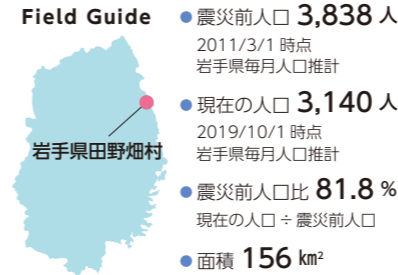 Field Guide
岩手県田野畑村
● 震災前人口 3,838 人
2011/3/1 時点
岩手県毎月人口推計
● 現在の人口 3,140 人
2019/10/1 時点
岩手県毎月人口推計
● 震災前人口比 81.8 %
現在の人口 ÷ 震災前人口
● 面積 156 km²